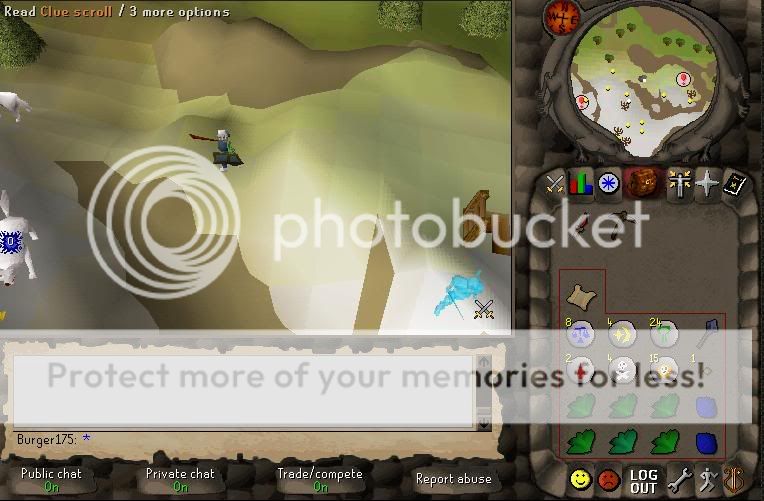 Read Clue scroll / 3 more options
photobucket
8 4 24
2 4 15 1
Protect more of your memories for less!
Burger175: *
Public chat
On
Private chat
On
Trade/compete
On
Report abuse
LOG
OUT